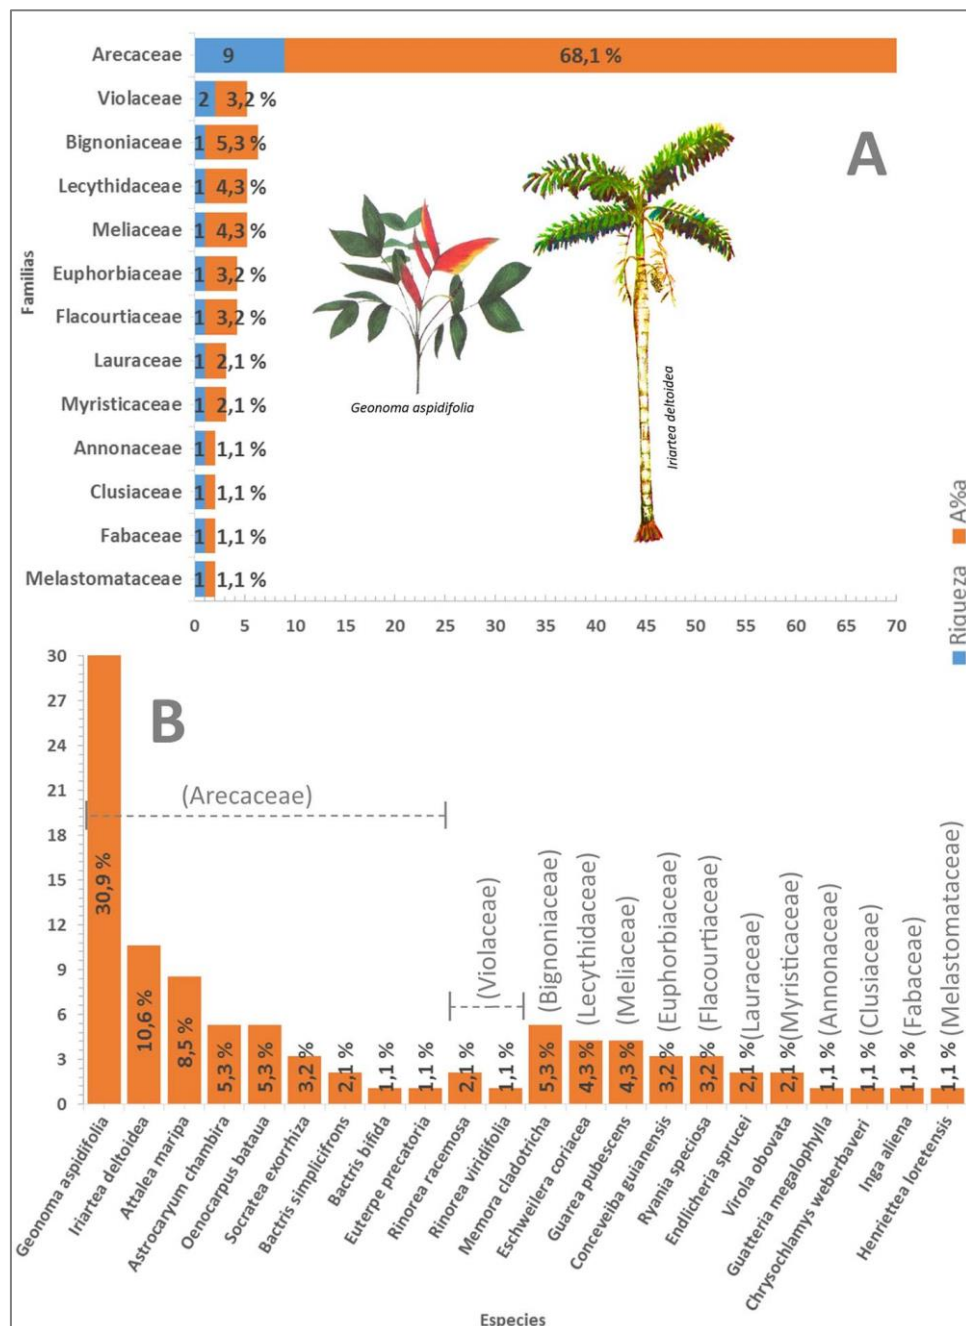 Arecaceae 9 68,1 %
Violaceae 2 3,2 %
Bignoniaceae 1 5,3 %
Lecythidaceae 1 4,3 %
Meliaceae 1 4,3 %
Euphorbiaceae 1 3,2 %
Flacourtiaceae 1 3,2 %
Lauraceae 1 2,1 %
Myristicaceae 1 2,1 %
Annonaceae 1 1,1 %
Clusiaceae 1 1,1 %
Fabaceae 1 1,1 %
Melastomataceae 1 1,1 %
Familias
A
Geonoma aspidifolia
Iriartea deltoidea
0 5 10 15 20 25 30 35 40 45 50 55 60 65 70
A%a
Riqueza
B
30
27
24
21
18
15
12
9
6
3
0
(Arecaceae)
(Violaceae)
(Bignoniaceae)
(Lecythidaceae)
(Meliaceae)
(Euphorbiaceae)
(Flacourtiaceae)
(Lauraceae)
(Myristicaceae)
(Annonaceae)
(Clusiaceae)
(Fabaceae)
(Melastomataceae)
30,9 %
10,6 %
8,5 %
5,3 %
5,3 %
3,2 %
2,1 %
1,1 %
1,1 %
2,1 %
1,1 %
5,3 %
4,3 %
4,3 %
3,2 %
3,2 %
2,1 %
2,1 %
1,1 %
1,1 %
1,1 %
1,1 %
Geonoma aspidifolia
Iriartea deltoidea
Attalea maripa
Astrocaryum chambira
Oenocarpus bataua
Socratea exorrhiza
Bactris simplicifrons
Bactris bifida
Euterpe precatoria
Rinorea racemosa
Rinorea viridifolia
Memora cladotricha
Eschweilera coriacea
Guarea pubescens
Conceveiba guianensis
Ryania speciosa
Endlicheria sprucei
Virola obovata
Guatteria megalophylla
Chrysochlamys weberbaveri
Inga aliena
Henriettea loretensis
Especies